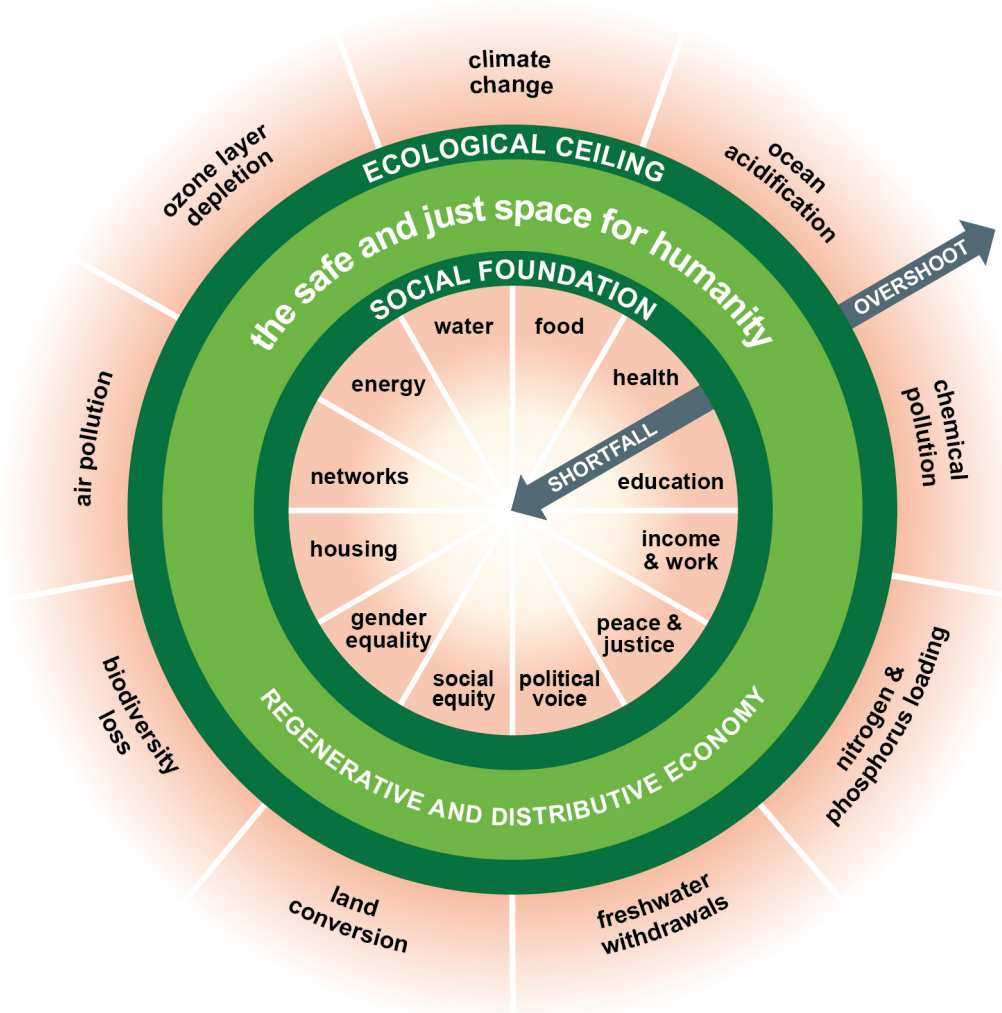 climate
change
ocean
acidification
OVERSHOOT
chemical
pollution
nitrogen &
phosphorus loading
freshwater
withdrawals
land
conversion
biodiversity
loss
air pollution
ozone layer
depletion
ECOLOGICAL CEILING
the safe and just space for humanity
SOCIAL FOUNDATION
water
food
health
SHORTFALL
education
income
& work
peace &
justice
political
voice
social
equity
gender
equality
housing
networks
energy
REGENERATIVE AND DISTRIBUTIVE ECONOMY